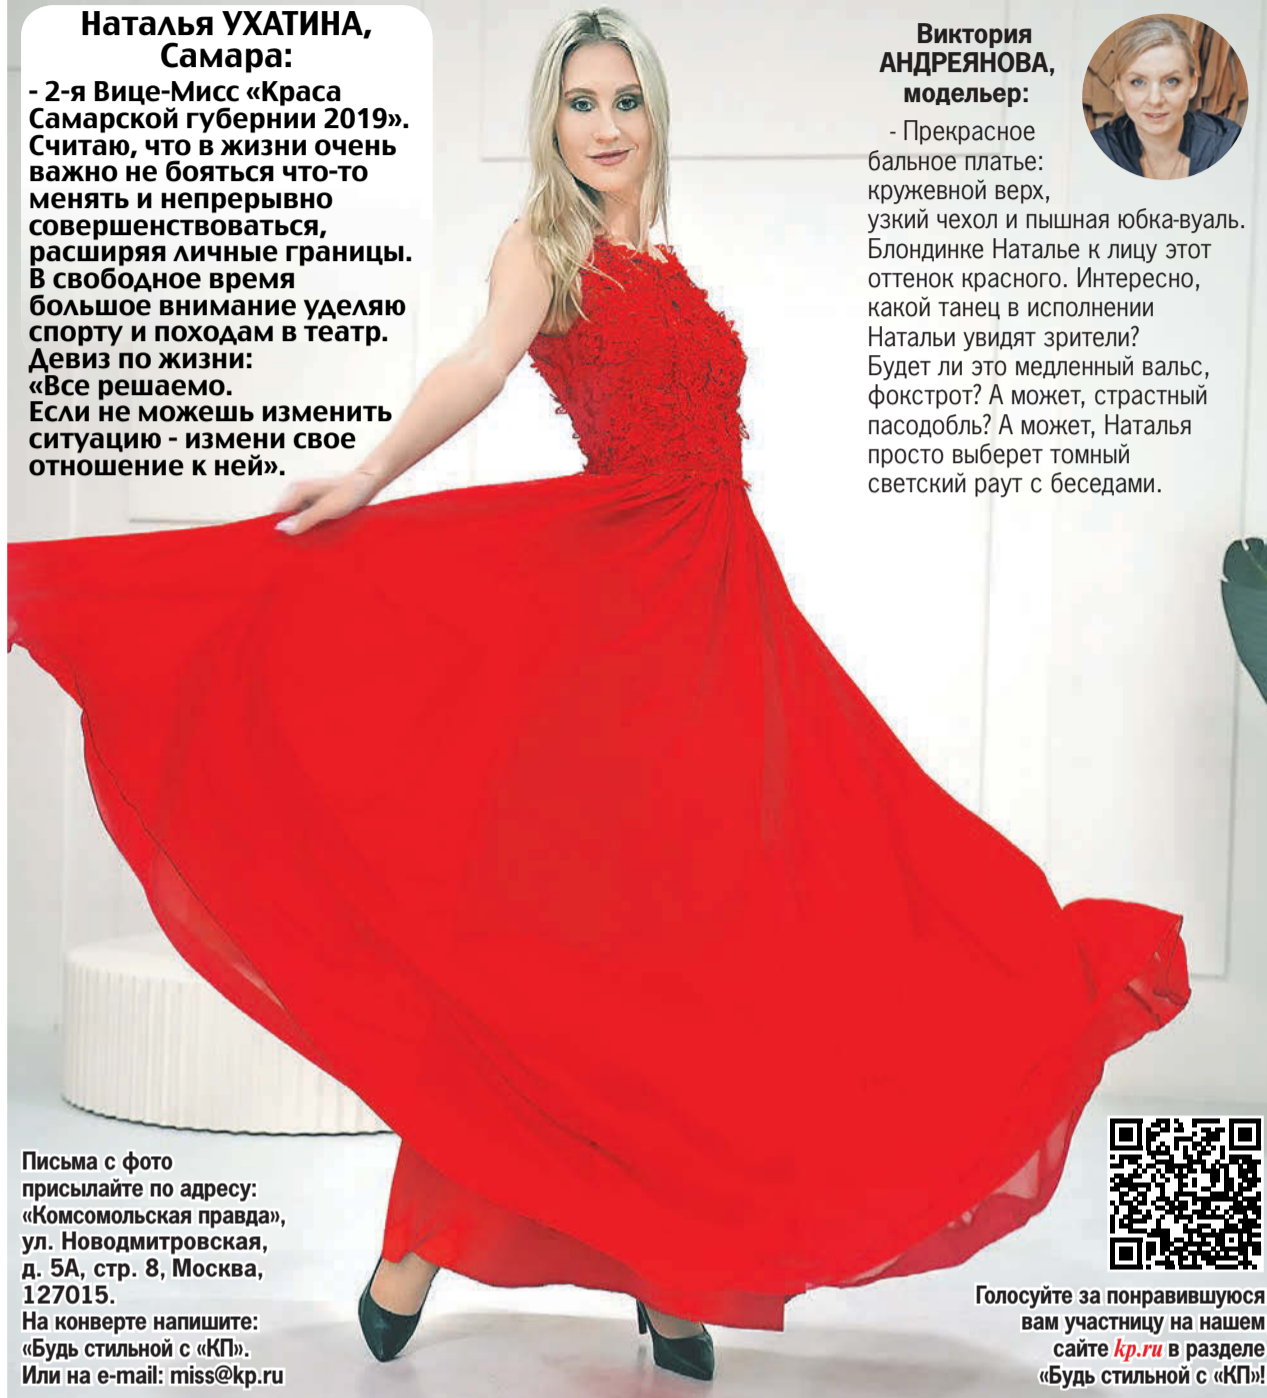 Наталья УХАТИНА,
Самара:
- 2-я Вице-Мисс «Краса
Самарской губернии 2019».
Считаю, что в жизни очень
важно не бояться что-то
менять и непрерывно
совершенствоваться,
расширяя личные границы.
В свободное время
большое внимание уделяю
спорту и походам в театр.
Девиз по жизни:
«Все решаемо.
Если не можешь изменить
ситуацию - измени свое
отношение к ней».
Виктория
АНДРЕЯНОВА,
модельер:
- Прекрасное
бальное платье:
кружевной верх,
узкий чехол и пышная юбка-вуаль.
Блондинке Наталье к лицу этот
оттенок красного. Интересно,
какой танец в исполнении
Натальи увидят зрители?
Будет ли это медленный вальс,
фокстрот? А может, страстный
пасодобль? А может, Наталья
просто выберет томный
светский раут с беседами.
Письма с фото
присылайте по адресу:
«Комсомольская правда»,
ул. Новодмитровская,
д. 5А, стр. 8, Москва,
127015.
На конверте напишите:
«Будь стильной с «КП».
Или на e-mail: miss@kp.ru
Голосуйте за понравившуюся
вам участницу на нашем
сайте kp.ru в разделе
«Будь стильной с «КП»!